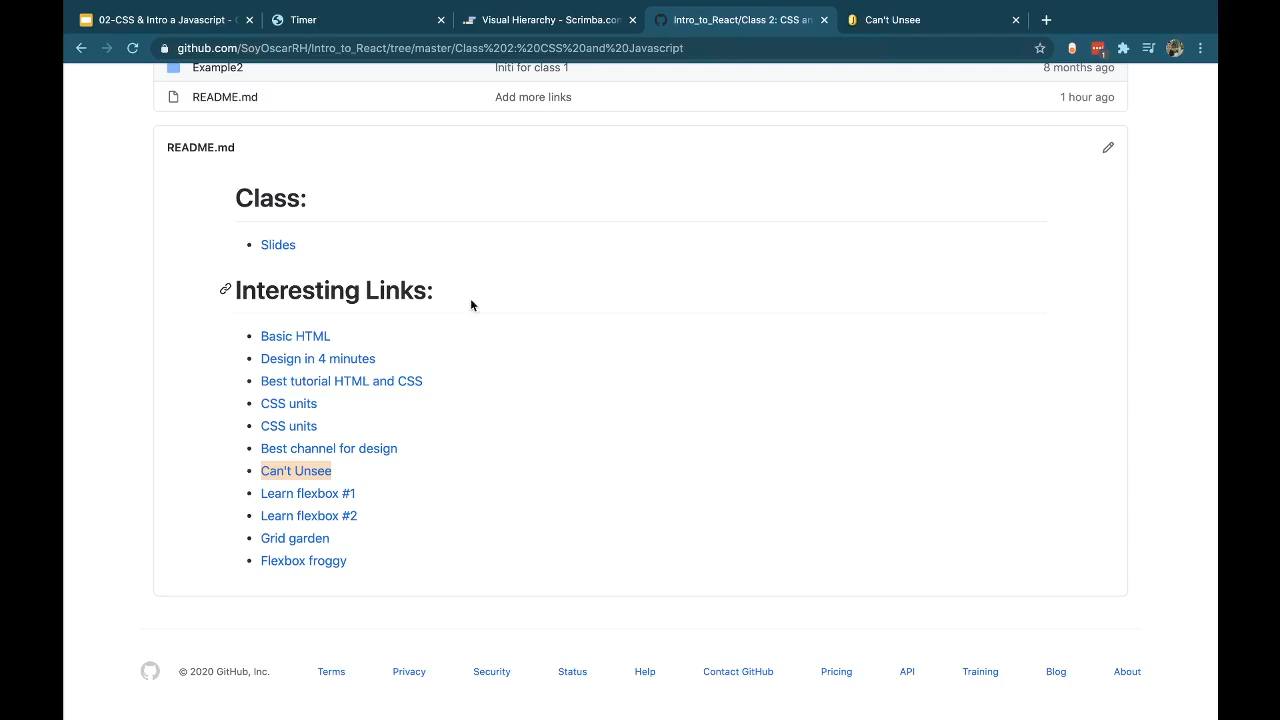 02-CSS & Intro a Javascript - G
Timer
Visual Hierarchy - Scrimba.com
Intro_to_React/Class 2: CSS an
Can't Unsee
github.com/SoyOscarRH/Intro_to_React/tree/master/Class%202:%20CSS%20and%20Javascript
1
Example2 Initi for class 1 8 months ago
README.md Add more links 1 hour ago
README.md
Class:
Slides
Interesting Links:
Basic HTML
Design in 4 minutes
Best tutorial HTML and CSS
CSS units
CSS units
Best channel for design
Can't Unsee
Learn flexbox #1
Learn flexbox #2
Grid garden
Flexbox froggy
© 2020 GitHub, Inc. Terms Privacy Security Status Help Contact GitHub Pricing API Training Blog About